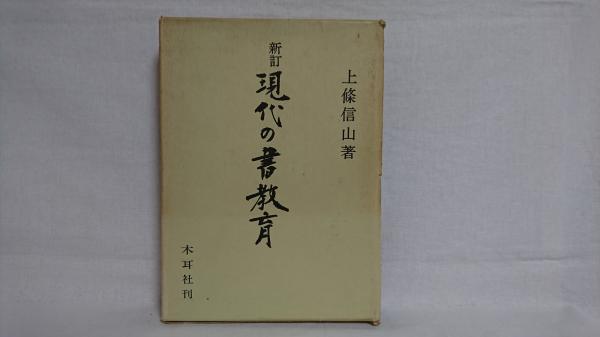 上條信山著
新訂
現代の書教育
木耳社刊